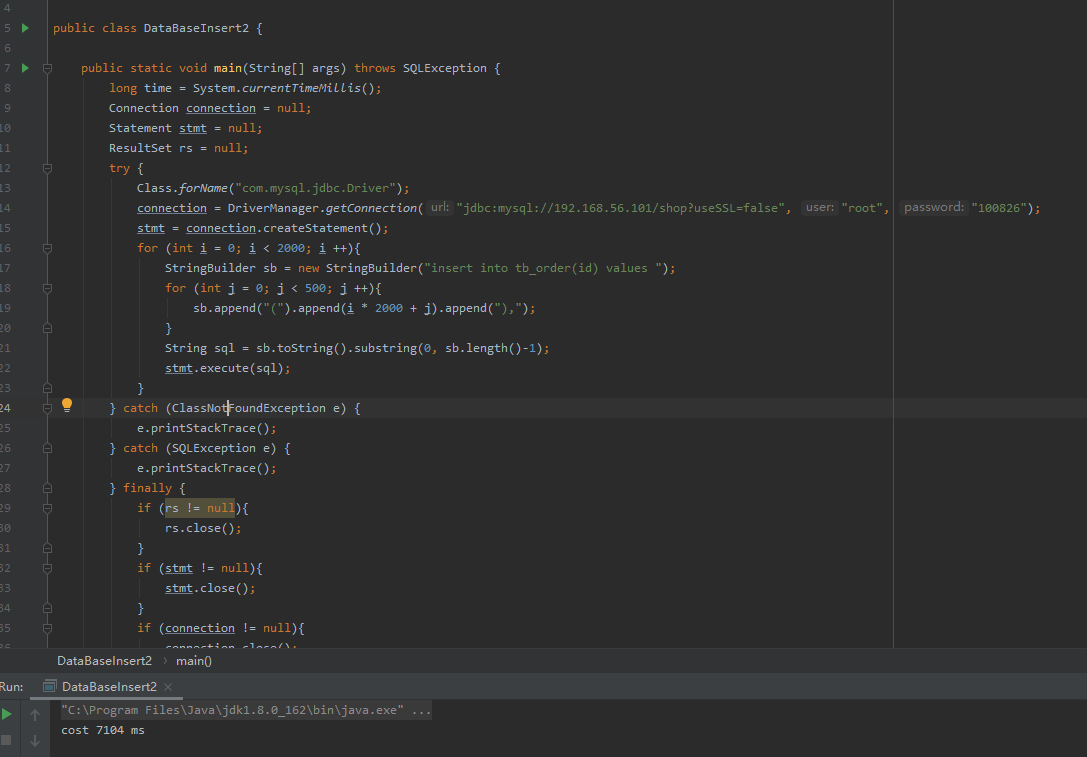 4
5 public class DataBaseInsert2 {
6
7 public static void main(String[] args) throws SQLException {
8 long time = System.currentTimeMillis();
9 Connection connection = null;
10 Statement stmt = null;
11 ResultSet rs = null;
12 try {
13 Class.forName("com.mysql.jdbc.Driver");
14 connection = DriverManager.getConnection( url: "jdbc:mysql://192.168.56.101/shop?useSSL=false", user: "root", password: "100826");
15 stmt = connection.createStatement();
16 for (int i = 0; i < 2000; i ++){
17 StringBuilder sb = new StringBuilder("insert into tb_order(id) values ");
18 for (int j = 0; j < 500; j ++){
19 sb.append("(").append(i * 2000 + j).append("),");
20 }
21 String sql = sb.toString().substring(0, sb.length()-1);
22 stmt.execute(sql);
23 }
24 } catch (ClassNotFoundException e) {
25 e.printStackTrace();
26 } catch (SQLException e) {
27 e.printStackTrace();
28 } finally {
29 if (rs != null){
30 rs.close();
31 }
32 if (stmt != null){
33 stmt.close();
34 }
35 if (connection != null){
36 connection.close();
DataBaseInsert2 › main()
Run: DataBaseInsert2 ×
"C:\Program Files\Java\jdk1.8.0_162\bin\java.exe" ...
cost 7104 ms